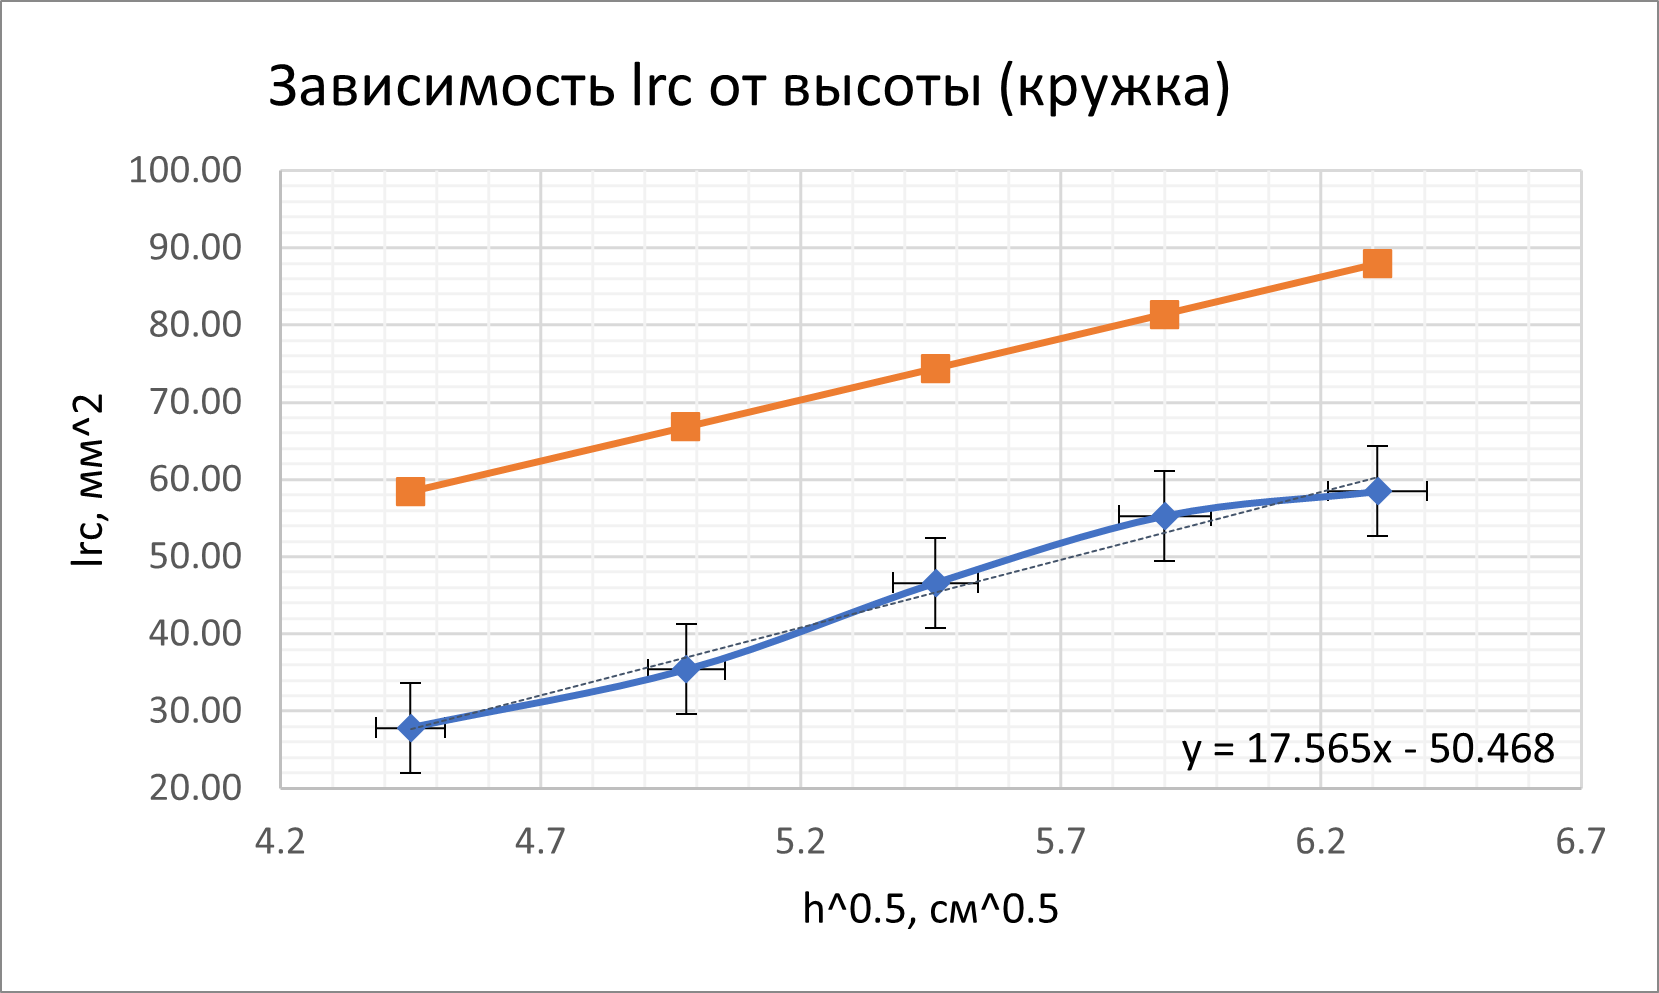 Зависимость lrc от высоты (кружка)
100.00
90.00
80.00
70.00
60.00
50.00
40.00
30.00
20.00
lrc, мм^2
y = 17.565x - 50.468
4.2 4.7 5.2 5.7 6.2 6.7
h^0.5, см^0.5